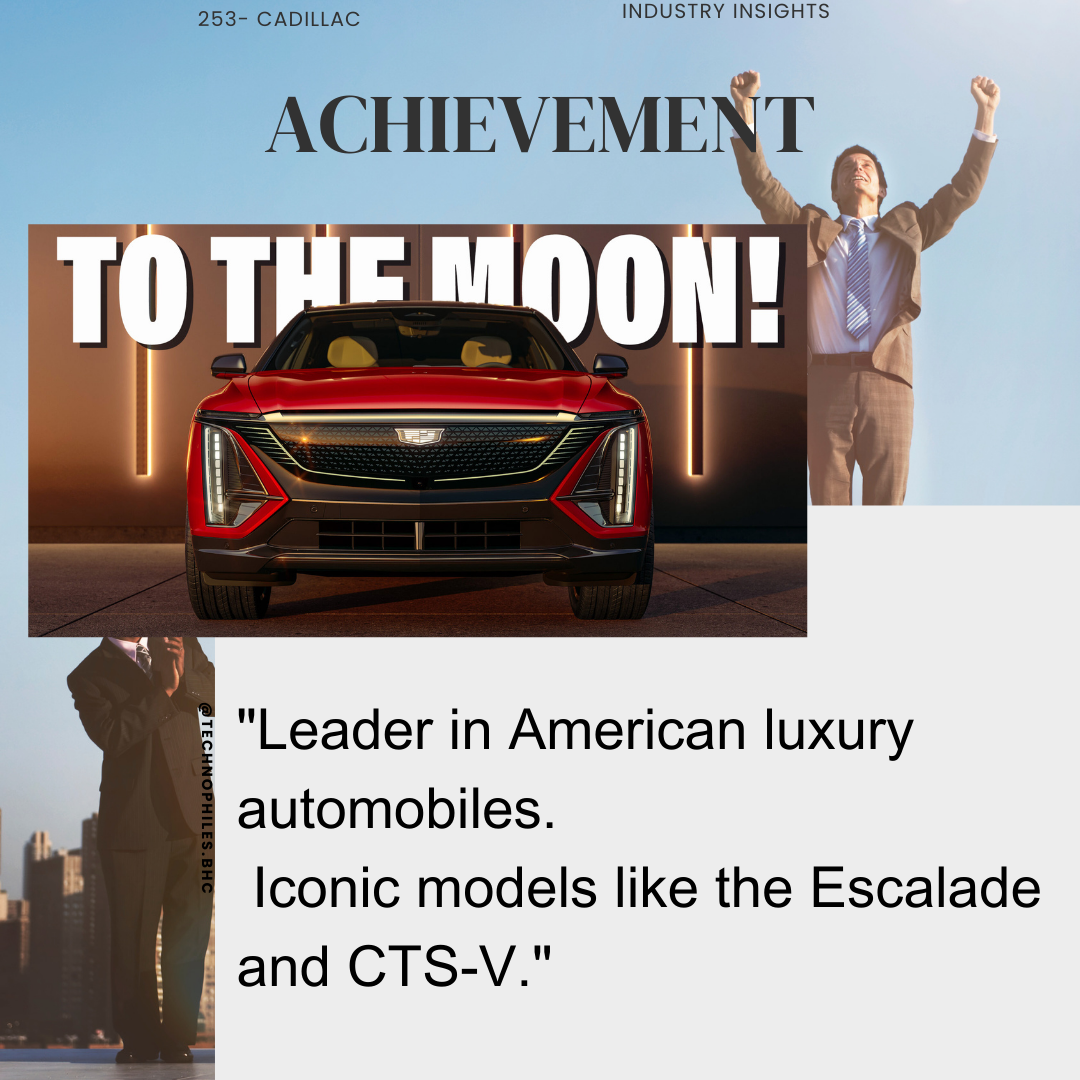 253- CADILLAC
INDUSTRY INSIGHTS
ACHIEVEMENT
TO THE MOON!
@TECHNOPHILES.BHC
"Leader in American luxury
automobiles.
Iconic models like the Escalade
and CTS-V."